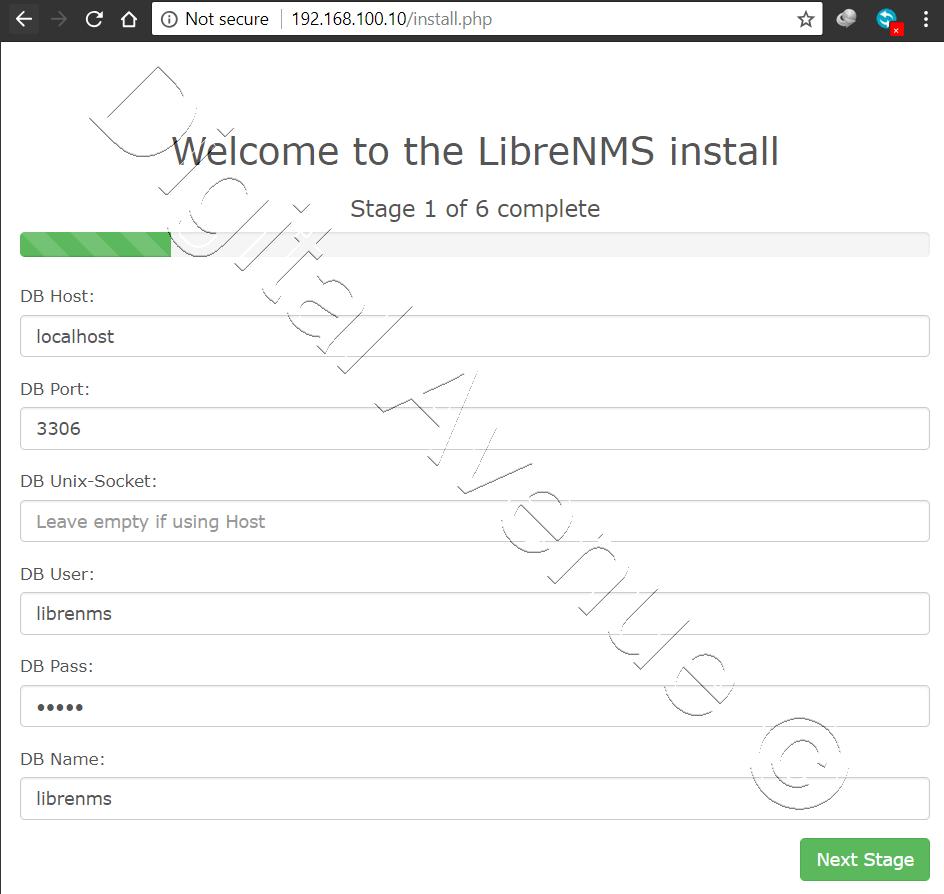 Not secure 192.168.100.10/install.php
Welcome to the LibreNMS install
Stage 1 of 6 complete
DB Host:
localhost
DB Port:
3306
DB Unix-Socket:
Leave empty if using Host
DB User:
librenms
DB Pass:
•••••
DB Name:
librenms
Next Stage
Digital Avenue ©